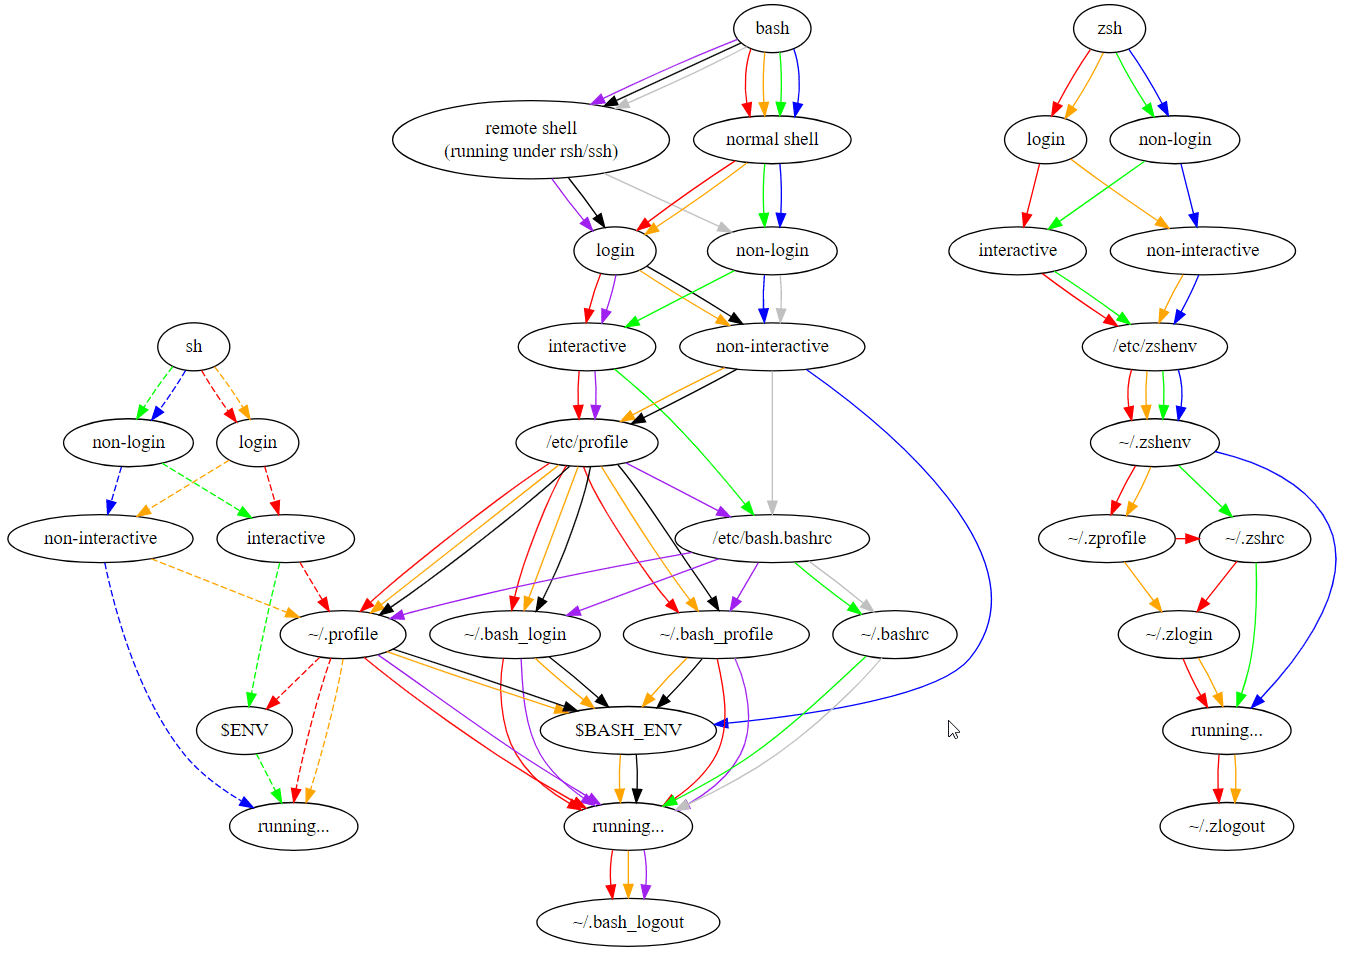 bash
zsh
remote shell
(running under rsh/ssh)
normal shell
login
non-login
login
non-login
interactive
non-interactive
sh
interactive
non-interactive
/etc/zshenv
non-login
login
/etc/profile
~/.zshenv
non-interactive
interactive
/etc/bash.bashrc
~/.zprofile
~/.zshrc
~/.profile
~/.bash_login
~/.bash_profile
~/.bashrc
~/.zlogin
$ENV
$BASH_ENV
running...
running...
running...
~/.zlogout
~/.bash_logout